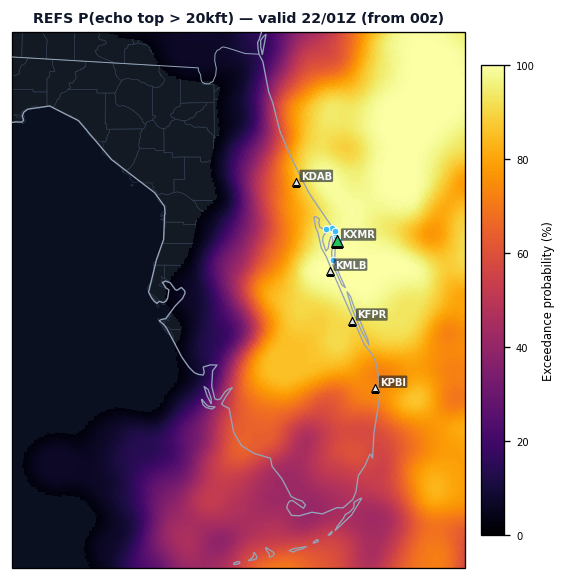 REFS P(echo top > 20kft) — valid 22/01Z (from 00z)
KDAB
KXMR
KMLB
KFPR
KPBI
100
80
60
40
20
0
Exceedance probability (%)